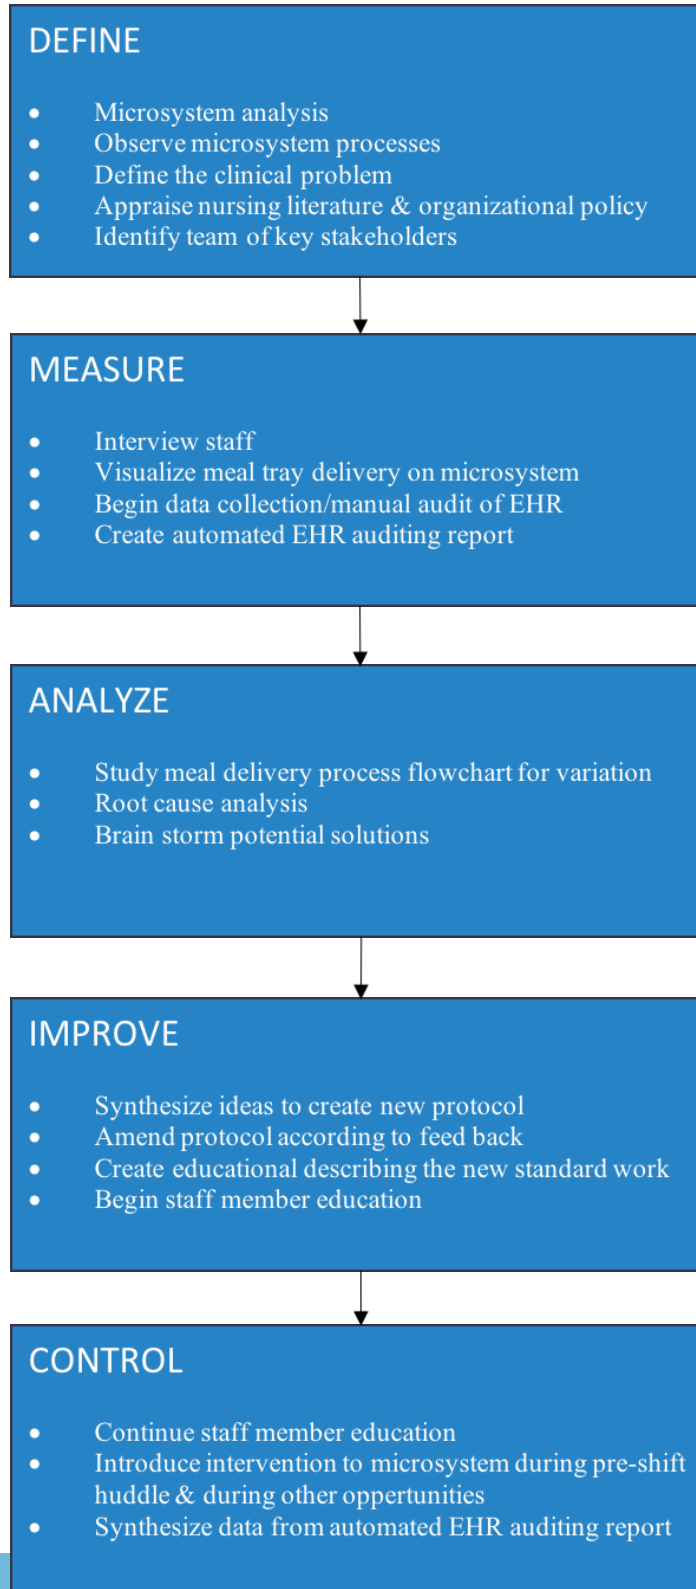 DEFINE
• Microsystem analysis
• Observe microsystem processes
• Define the clinical problem
• Appraise nursing literature & organizational policy
• Identify team of key stakeholders
MEASURE
• Interview staff
• Visualize meal tray delivery on microsystem
• Begin data collection/manual audit of EHR
• Create automated EHR auditing report
ANALYZE
• Study meal delivery process flowchart for variation
• Root cause analysis
• Brain storm potential solutions
IMPROVE
• Synthesize ideas to create new protocol
• Amend protocol according to feed back
• Create educational describing the new standard work
• Begin staff member education
CONTROL
• Continue staff member education
• Introduce intervention to microsystem during pre-shift
huddle & during other oppertunities
• Synthesize data from automated EHR auditing report